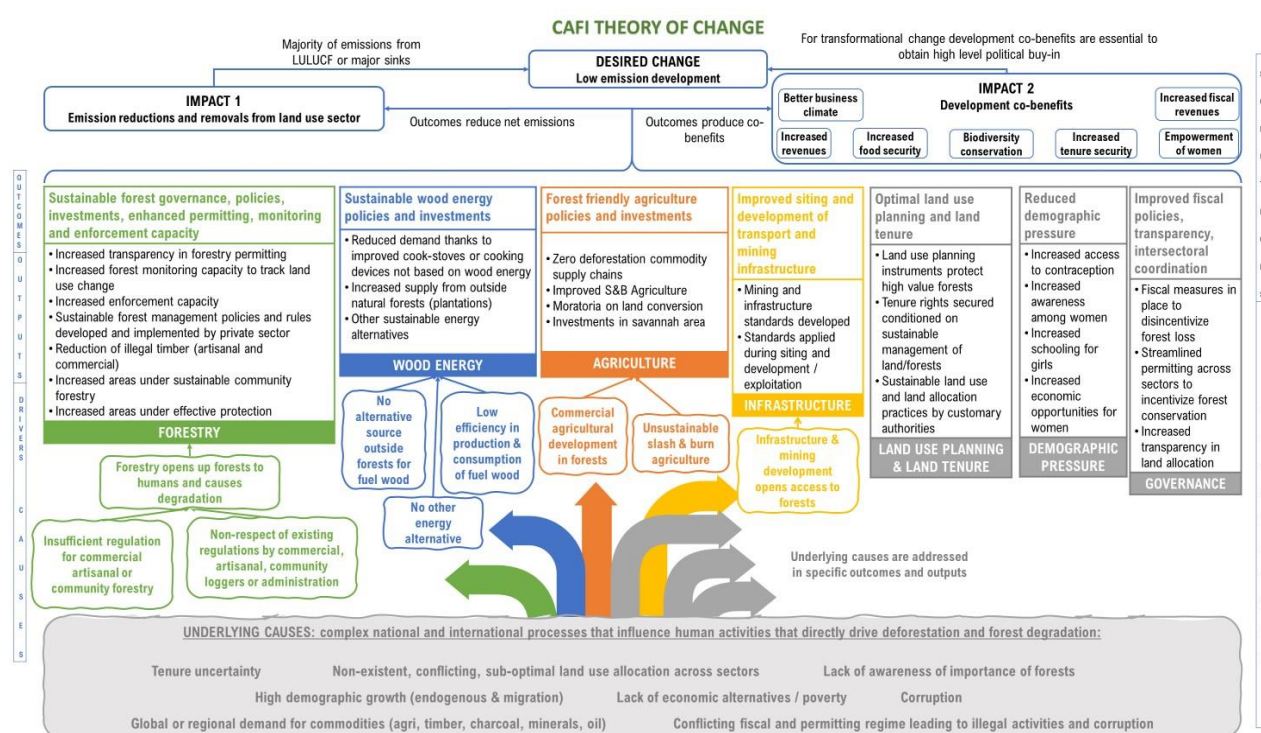 CAFI THEORY OF CHANGE
Majority of emissions from
LULUCF or major sinks
DESIRED CHANGE
Low emission development
For transformational change development co-benefits are essential to
obtain high level political buy-in
IMPACT 1
Emission reductions and removals from land use sector
Outcomes reduce net emissions
Outcomes produce co-
benefits
IMPACT 2
Development co-benefits
Better business
climate
Increased fiscal
revenues
Increased
revenues
Increased
food security
Biodiversity
conservation
Increased
tenure security
Empowerment
of women
OUTCOMES
OUTPUTS
DRIVERS
CAUSES
Sustainable forest governance, policies,
investments, enhanced permitting, monitoring
and enforcement capacity
• Increased transparency in forestry permitting
• Increased forest monitoring capacity to track land
use change
• Increased enforcement capacity
• Sustainable forest management policies and rules
developed and implemented by private sector
• Reduction of illegal timber (artisanal and
commercial)
• Increased areas under sustainable community
forestry
• Increased areas under effective protection
FORESTRY
Forestry opens up forests to
humans and causes
degradation
Insufficient regulation
for commercial
artisanal or
community forestry
Non-respect of existing
regulations by commercial,
artisanal, community
loggers or administration
Sustainable wood energy
policies and investments
• Reduced demand thanks to
improved cook-stoves or cooking
devices not based on wood energy
• Increased supply from outside
natural forests (plantations)
• Other sustainable energy
alternatives
WOOD ENERGY
No
alternative
source
outside
forests for
fuel wood
Low
efficiency in
production &
consumption
of fuel wood
No other
energy
alternative
Forest friendly agriculture
policies and investments
• Zero deforestation commodity
supply chains
• Improved S&B Agriculture
• Moratoria on land conversion
• Investments in savannah area
AGRICULTURE
Commercial
agricultural
development
in forests
Unsustainable
slash & burn
agriculture
Improved siting and
development of
transport and
mining
infrastructure
• Mining and
infrastructure
standards developed
• Standards applied
during siting and
development /
exploitation
INFRASTRUCTURE
Infrastructure &
mining
development
opens access to
forests
Optimal land use
planning and land
tenure
• Land use planning
instruments protect
high value forests
• Tenure rights secured
conditioned on
sustainable
management of
land/forests
• Sustainable land use
and land allocation
practices by customary
authorities
LAND USE PLANNING
& LAND TENURE
Reduced
demographic
pressure
• Increased access
to contraception
• Increased
awareness
among women
• Increased
schooling for
girls
• Increased
economic
opportunities for
women
DEMOGRAPHIC
PRESSURE
Improved fiscal
policies,
transparency,
intersectoral
coordination
• Fiscal measures in
place to
disincentivize
forest loss
• Streamlined
permitting across
sectors to
incentivize forest
conservation
• Increased
transparency in
land allocation
GOVERNANCE
Underlying causes are addressed
in specific outcomes and outputs
UNDERLYING CAUSES: complex national and international processes that influence human activities that directly drive deforestation and forest degradation:
Tenure uncertainty
Non-existent, conflicting, sub-optimal land use allocation across sectors
Lack of awareness of importance of forests
High demographic growth (endogenous & migration)
Lack of economic alternatives / poverty
Corruption
Global or regional demand for commodities (agri, timber, charcoal, minerals, oil)
Conflicting fiscal and permitting regime leading to illegal activities and corruption